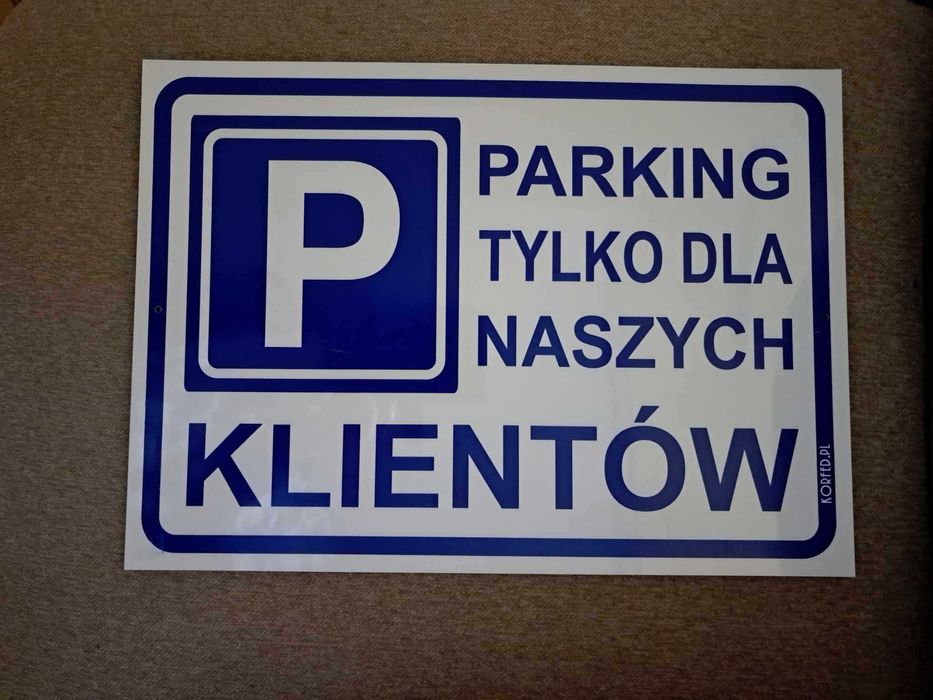 P
PARKING
TYLKO DLA
NASZYCH
KLIENTÓW
KORFED.PL